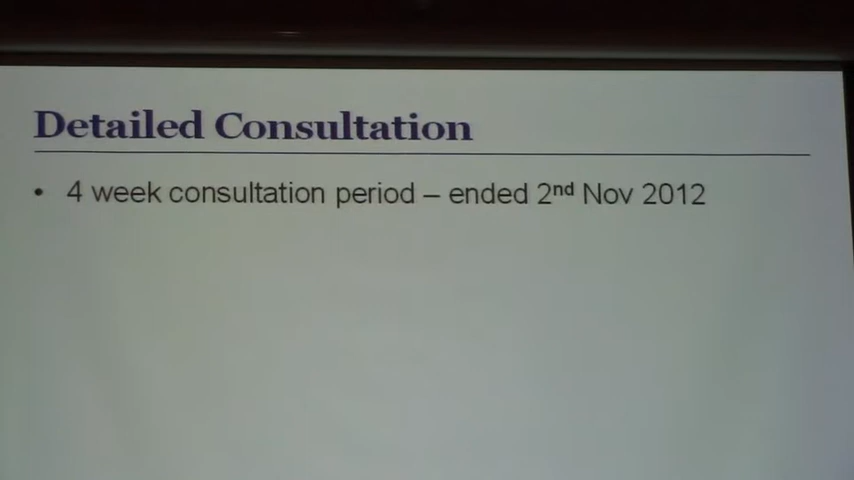 Detailed Consultation
• 4 week consultation period – ended 2nd Nov 2012